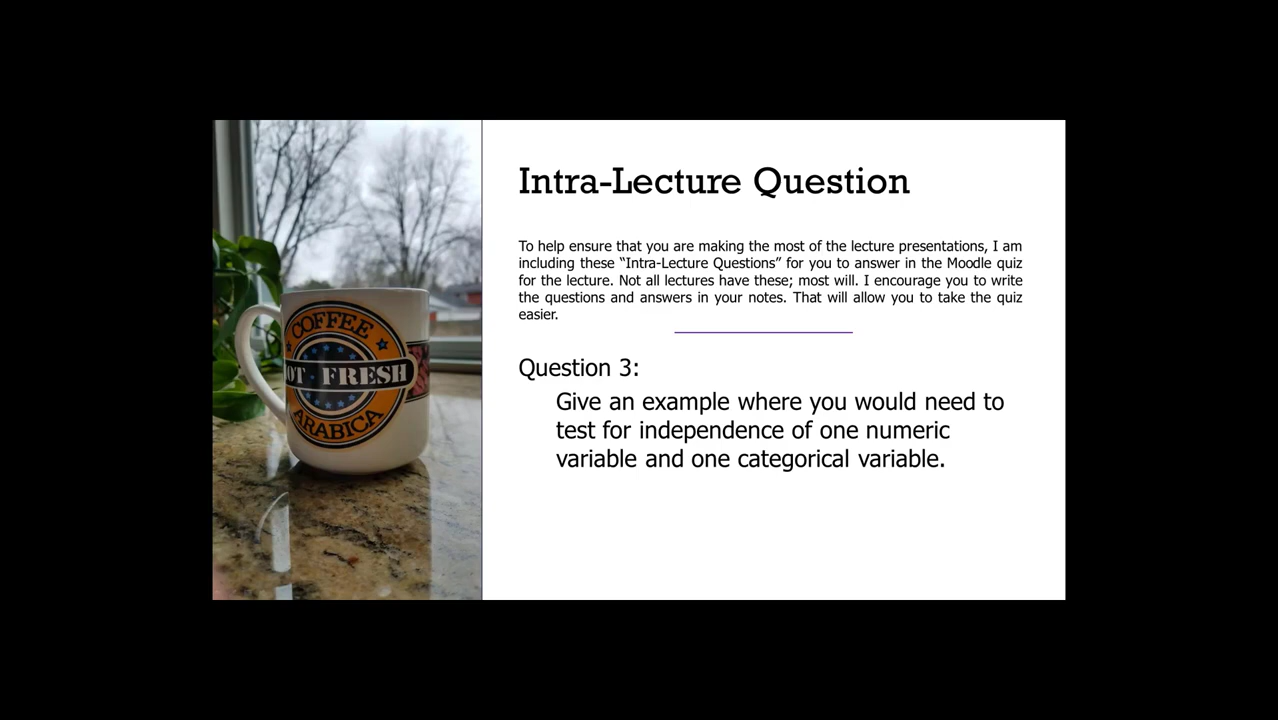 Intra-Lecture Question
To help ensure that you are making the most of the lecture presentations, I am
including these “Intra-Lecture Questions” for you to answer in the Moodle quiz
for the lecture. Not all lectures have these; most will. I encourage you to write
the questions and answers in your notes. That will allow you to take the quiz
easier.
Question 3:
Give an example where you would need to
test for independence of one numeric
variable and one categorical variable.
COFFEE
OT FRESH
ARABICA